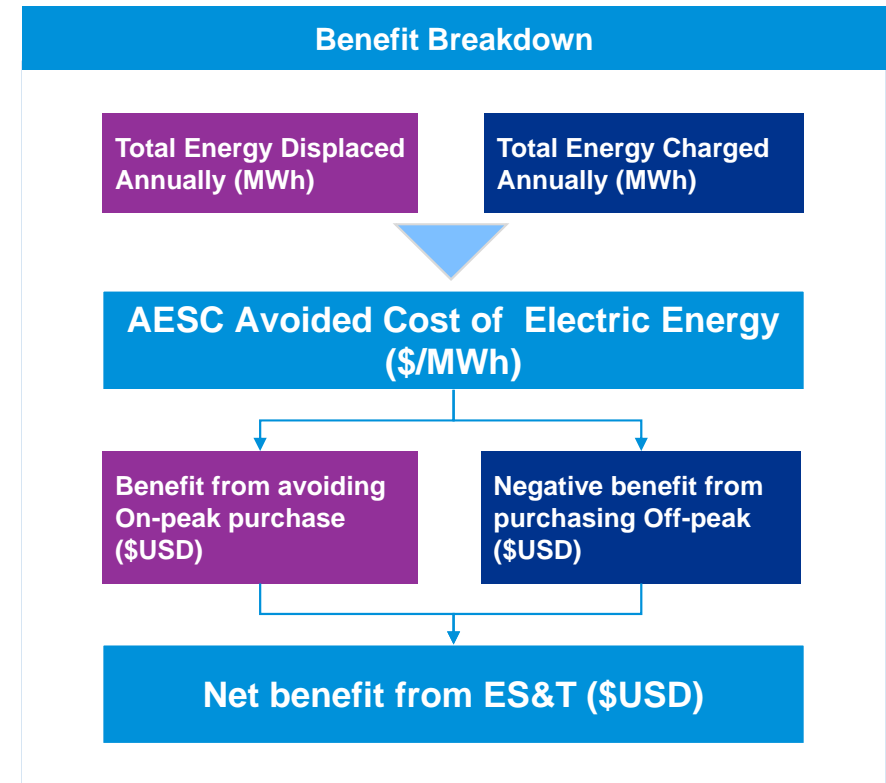 Benefit Breakdown
Total Energy Displaced
Annually (MWh)
Total Energy Charged
Annually (MWh)
AESC Avoided Cost of  Electric Energy
($/MWh)
Benefit from avoiding
On-peak purchase
($USD)
Negative benefit from
purchasing Off-peak
($USD)
Net benefit from ES&T ($USD)